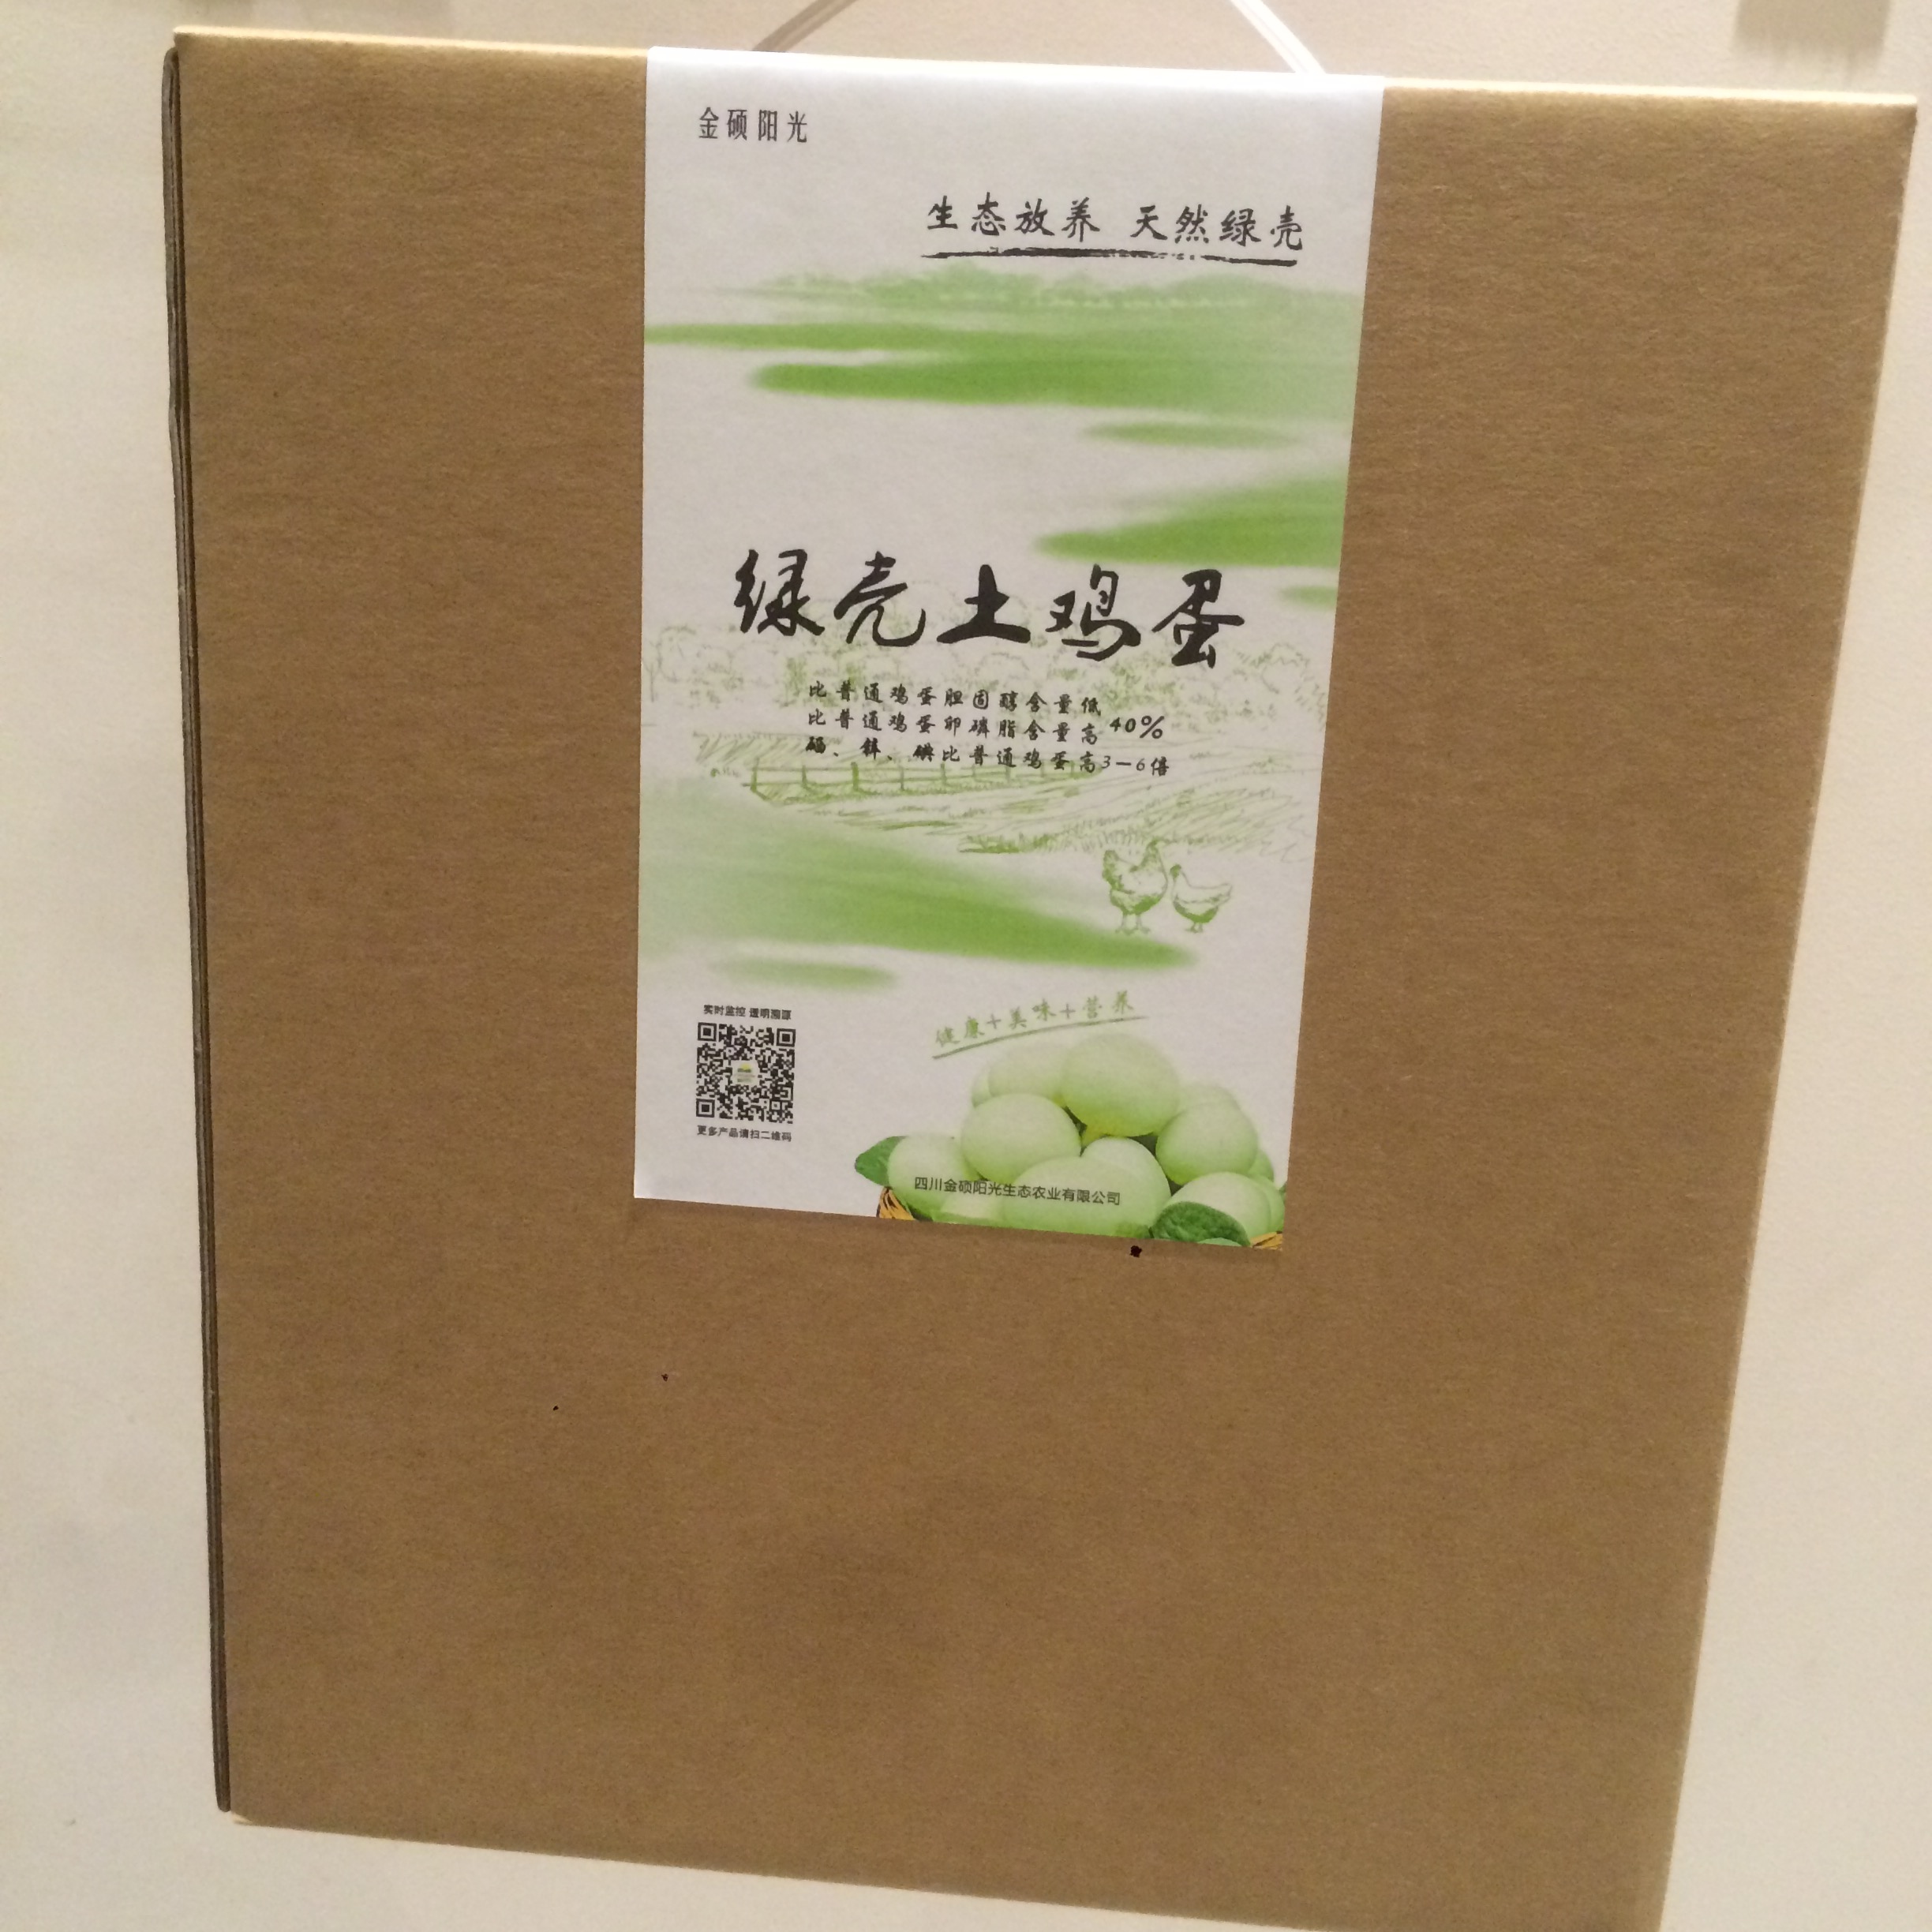 金硕阳光
生态放养 天然绿壳
绿壳土鸡蛋
比普通鸡蛋胆固醇含量低
比普通鸡蛋卵磷脂含量高40%
硒、锌、碘比普通鸡蛋高3—6倍
实时监控 透明溯源
更多产品请扫二维码
健康+美味+营养
四川金硕阳光生态农业有限公司